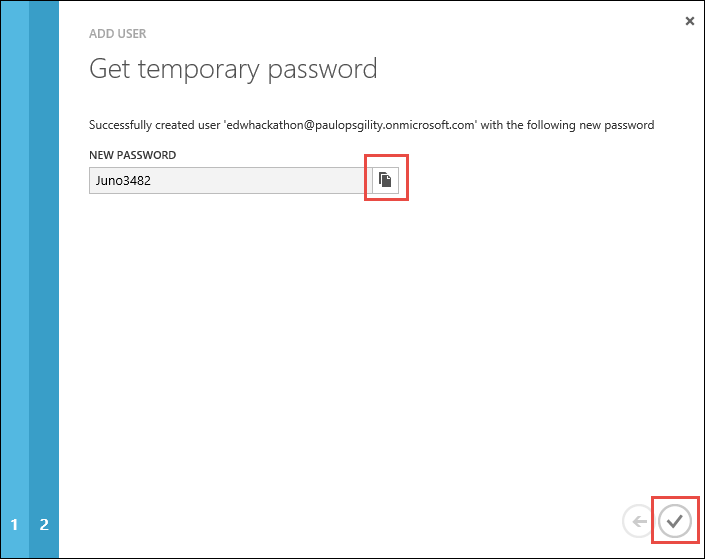 ADD USER
Get temporary password
Successfully created user 'edwhackathon@paulopsgility.onmicrosoft.com' with the following new password
NEW PASSWORD
Juno3482
1 2